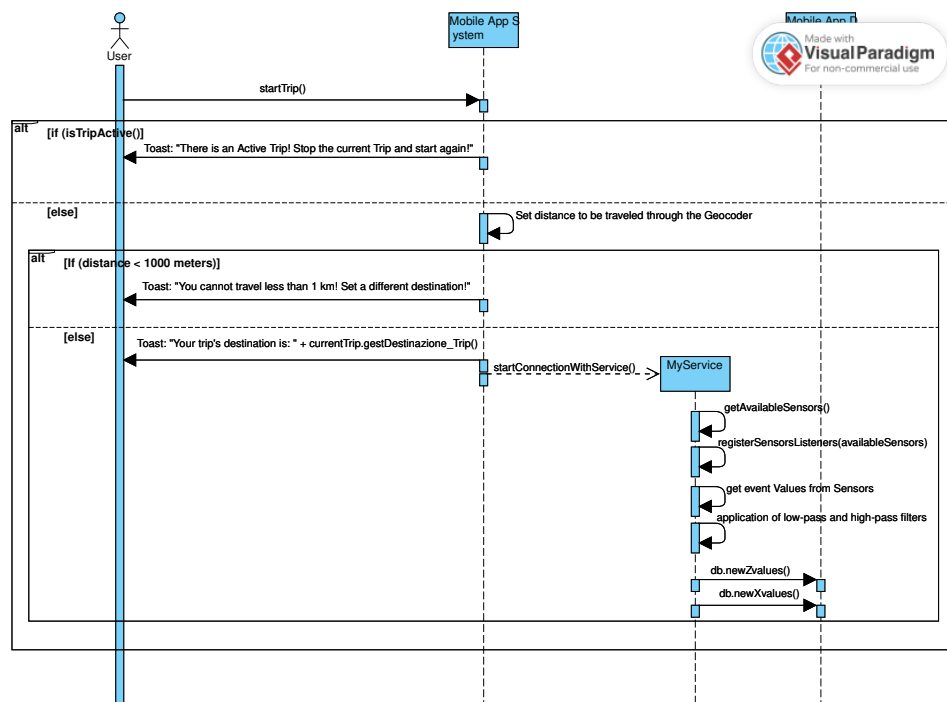 Mobile App S
ystem
Mobile App D
Made with
VisualParadigm
For non-commercial use
User
startTrip()
alt
[if (isTripActive()]
Toast: "There is an Active Trip! Stop the current Trip and start again!"
[else]
Set distance to be traveled through the Geocoder
alt
[If (distance < 1000 meters)]
Toast: "You cannot travel less than 1 km! Set a different destination!"
[else]
Toast: "Your trip's destination is: " + currentTrip.gestDestinazione_Trip()
startConnectionWithService()
MyService
getAvailableSensors()
registerSensorsListeners(availableSensors)
get event Values from Sensors
application of low-pass and high-pass filters
db.newZvalues()
db.newXvalues()